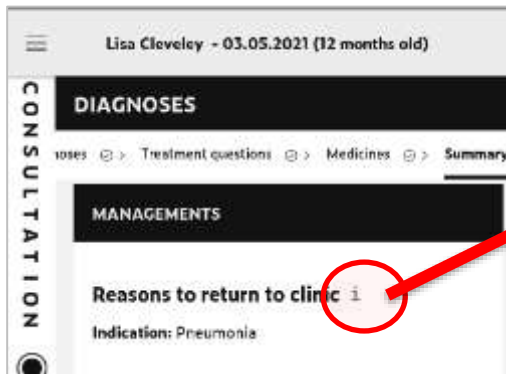 Lisa Cleveley - 03.05.2021 (12 months old)
CONSULTATION
DIAGNOSES
noses > Treatment questions > Medicines > Summary
MANAGEMENTS
Reasons to return to clinic i
Indication: Pneumonia